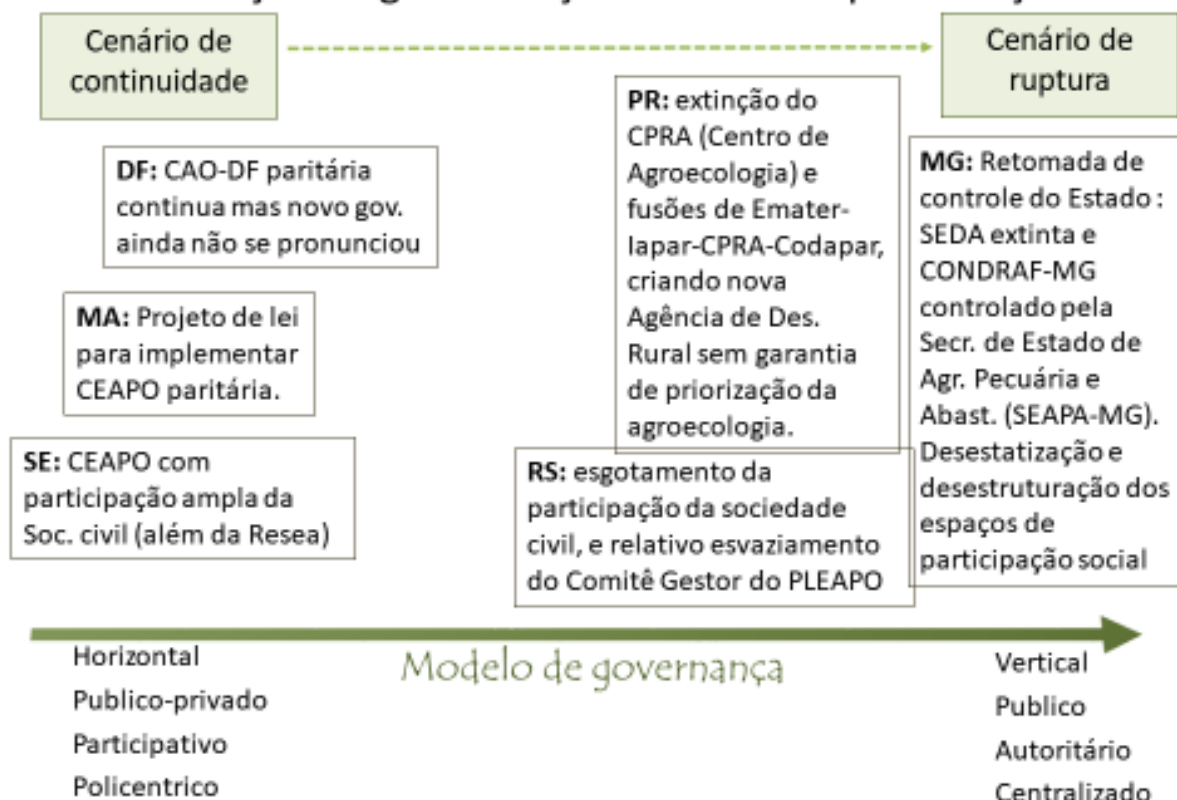 Cenário de
continuidade
Cenário de
ruptura
DF: CAO-DF paritária
continua mas novo gov.
ainda não se pronunciou
MA: Projeto de lei
para implementar
CEAPO paritária.
SE: CEAPO com
participação ampla da
Soc. civil (além da Resea)
PR: extinção do
CPRA (Centro de
Agroecologia) e
fusões de Emater-
Iapar-CPRA-Codapar,
criando nova
Agência de Des.
Rural sem garantia
de priorização da
agroecologia.
RS: esgotamento da
participação da sociedade
civil, e relativo esvaziamento
do Comitê Gestor do PLEAPO
MG: Retomada de
controle do Estado :
SEDA extinta e
CONDRAF-MG
controlado pela
Secr. de Estado de
Agr. Pecuária e
Abast. (SEAPA-MG).
Desestatização e
desestruturação dos
espaços de
participação social
Modelo de governança
Horizontal
Publico-privado
Participativo
Policentrico
Vertical
Publico
Autoritário
Centralizado